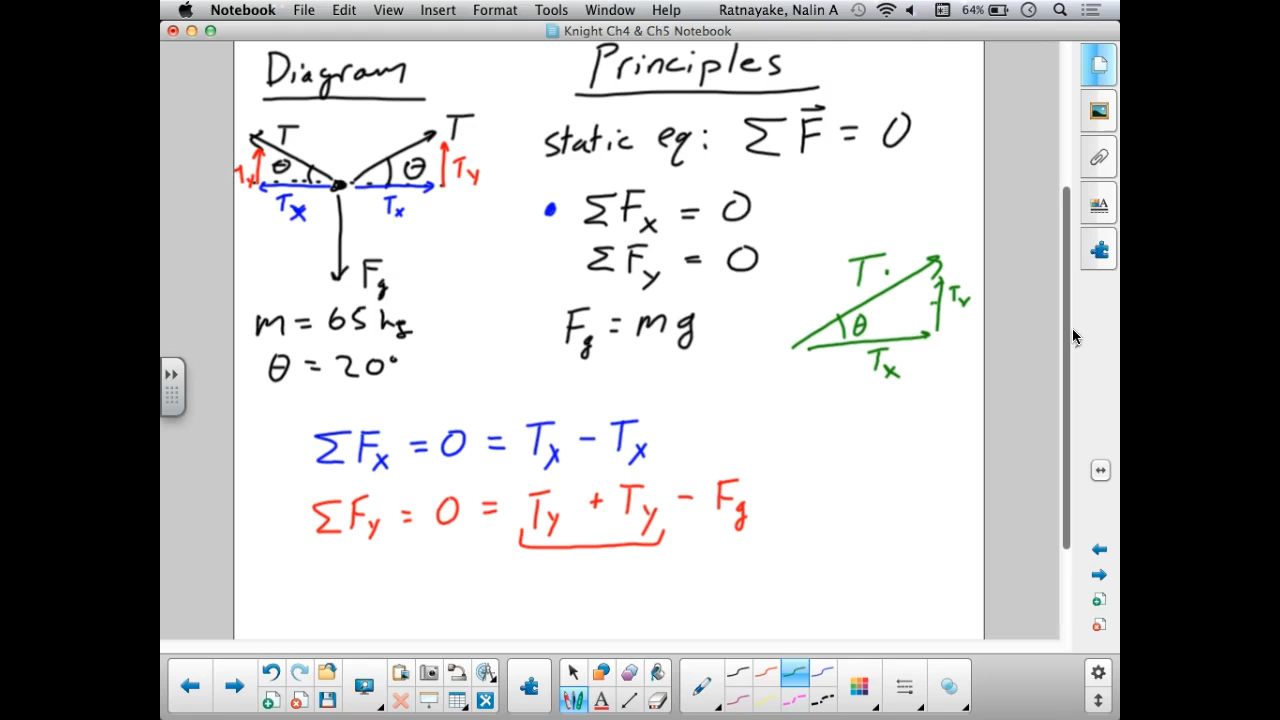 Notebook File Edit View Insert Format Tools Window Help Ratnayake, Nalin A 64%
Knight Ch4 & Ch5 Notebook
Diagram
Principles
static eq: ΣF⃗ = 0
T T
θ θ
Ty
Tx Tx
• ΣFx = 0
ΣFy = 0
Fg
Fg = mg
T
θ
Ty
Tx
m = 65 kg
θ = 20°
ΣFx = 0 = Tx - Tx
ΣFy = 0 = Ty + Ty - Fg